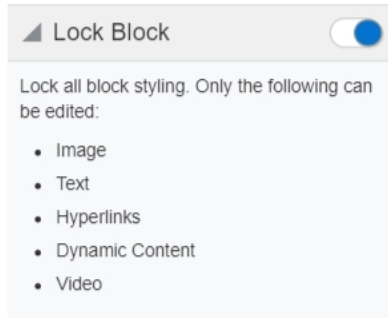 Lock Block
Lock all block styling. Only the following can
be edited:
Image
Text
Hyperlinks
Dynamic Content
Video